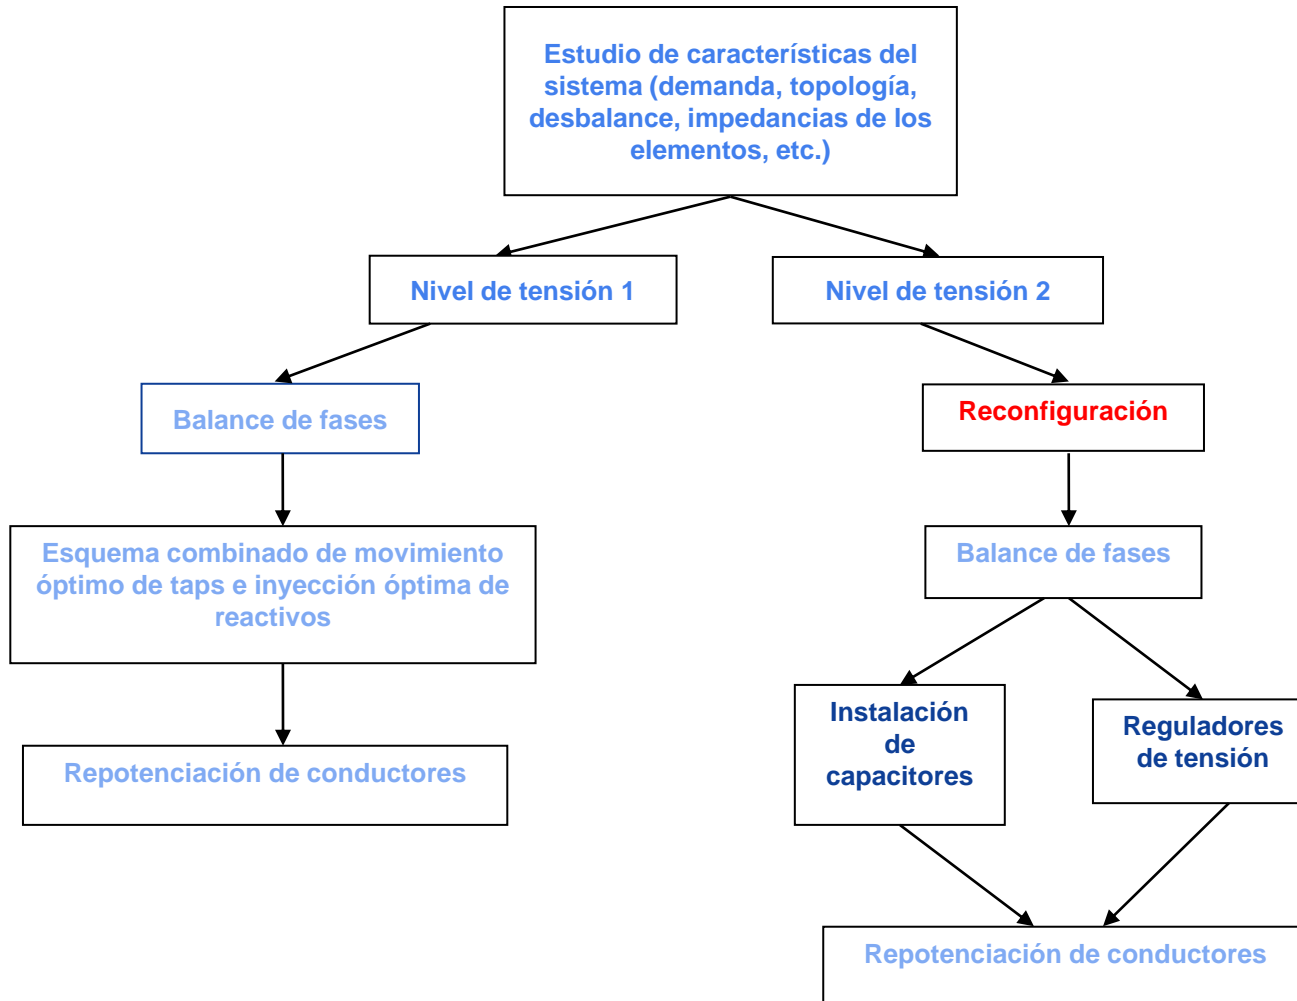 Estudio de características del
sistema (demanda, topología,
desbalance, impedancias de los
elementos, etc.)
Nivel de tensión 1
Nivel de tensión 2
Balance de fases
Reconfiguración
Esquema combinado de movimiento
óptimo de taps e inyección óptima de
reactivos
Balance de fases
Repotenciación de conductores
Instalación
de
capacitores
Reguladores
de tensión
Repotenciación de conductores